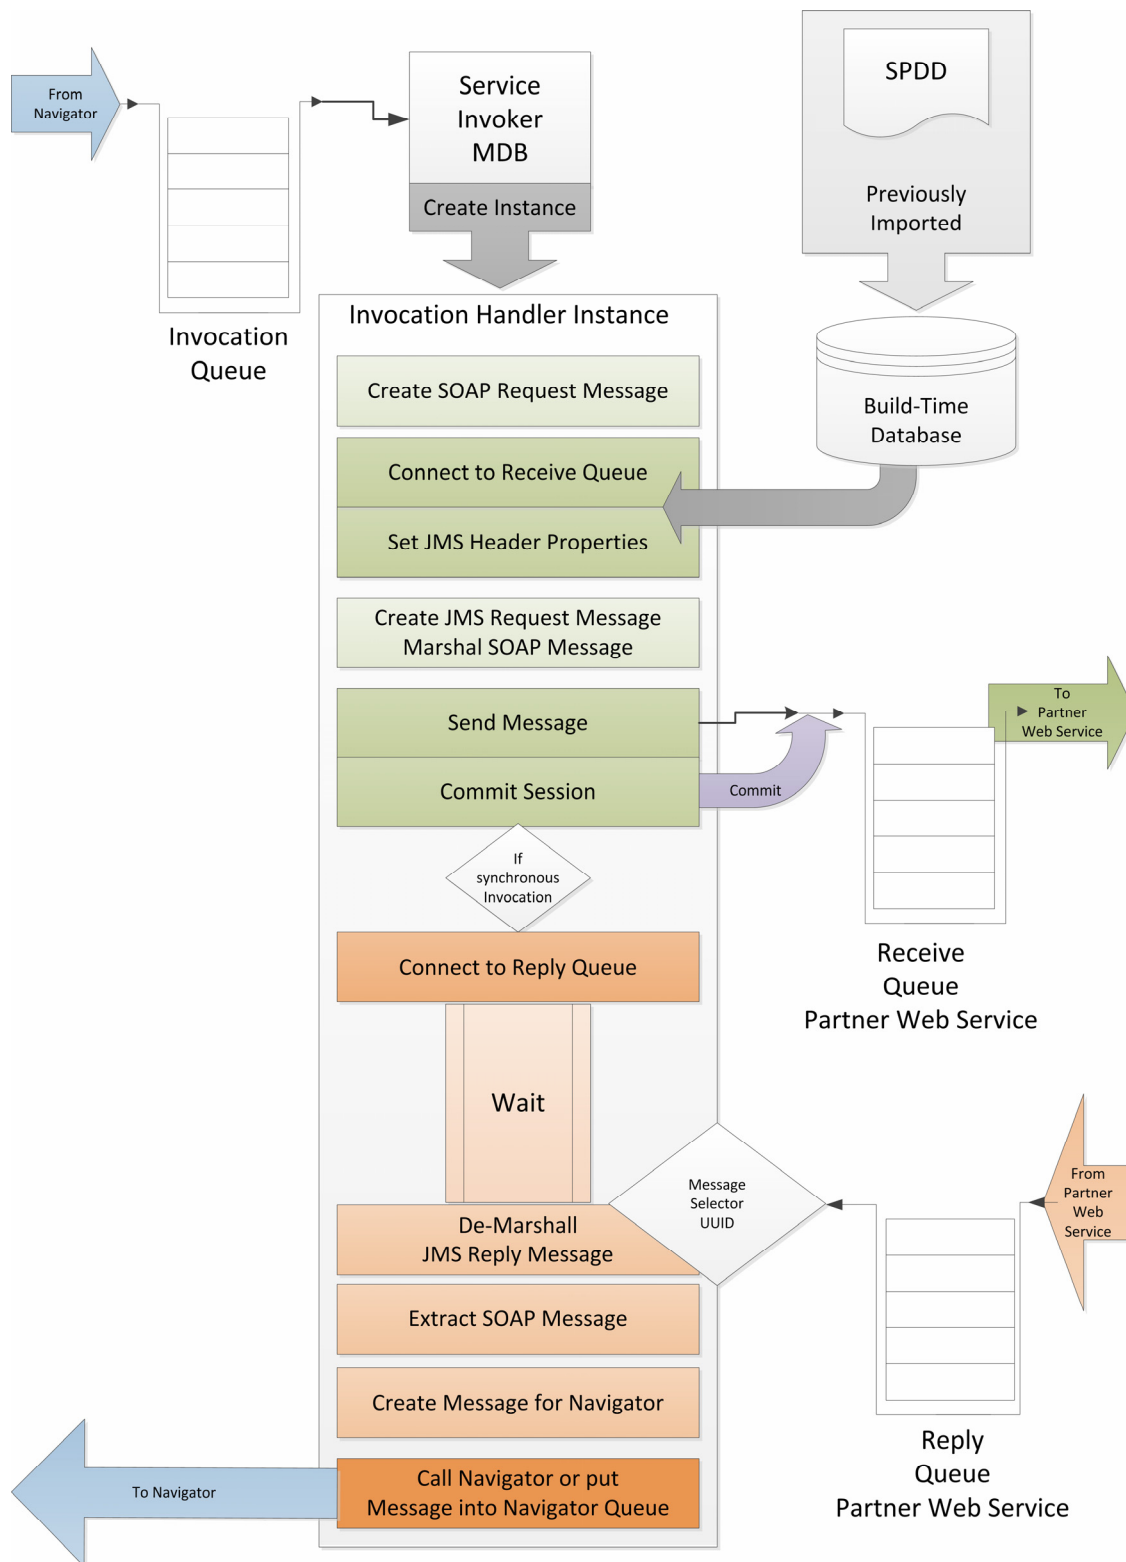 From
Navigator
Service
Invoker
MDB
Create Instance
SPDD
Previously
Imported
Invocation
Queue
Invocation Handler Instance
Create SOAP Request Message
Build-Time
Database
Connect to Receive Queue
Set JMS Header Properties
Create JMS Request Message
Marshal SOAP Message
Send Message
To
Partner
Web Service
Commit Session
Commit
If
synchronous
Invocation
Receive
Queue
Partner Web Service
Connect to Reply Queue
Wait
Message
Selector
UUID
From
Partner
Web
Service
De-Marshall
JMS Reply Message
Extract SOAP Message
Create Message for Navigator
Reply
Queue
Partner Web Service
To Navigator
Call Navigator or put
Message into Navigator Queue